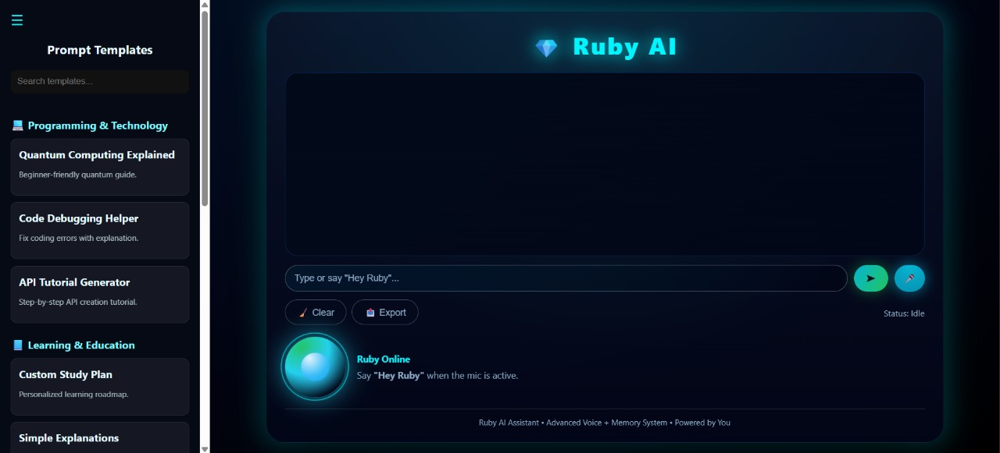 Prompt Templates
Search templates...
Programming & Technology
Quantum Computing Explained
Beginner-friendly quantum guide.
Code Debugging Helper
Fix coding errors with explanation.
API Tutorial Generator
Step-by-step API creation tutorial.
Learning & Education
Custom Study Plan
Personalized learning roadmap.
Simple Explanations
Ruby AI
Type or say "Hey Ruby"...
Clear
Export
Status: Idle
Ruby Online
Say "Hey Ruby" when the mic is active.
Ruby AI Assistant • Advanced Voice + Memory System • Powered by You